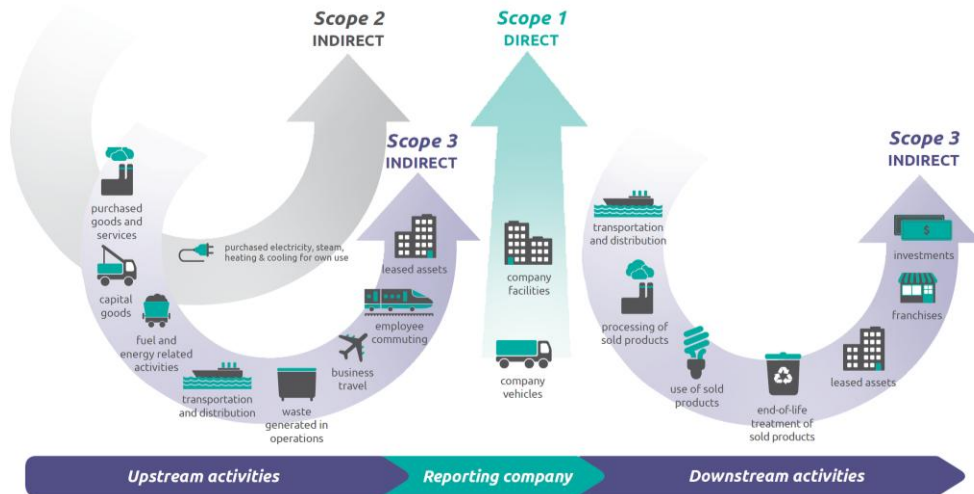 Scope 2
INDIRECT
Scope 1
DIRECT
Scope 3
INDIRECT
Scope 3
INDIRECT
purchased
goods and
services
purchased electricity, steam,
heating & cooling for own use
capital
goods
fuel and
energy related
activities
transportation
and distribution
waste
generated in
operations
business
travel
employee
commuting
leased assets
company
facilities
company
vehicles
transportation
and distribution
processing of
sold products
use of sold
products
end-of-life
treatment of
sold products
leased assets
franchises
$
investments
Upstream activities
Reporting company
Downstream activities